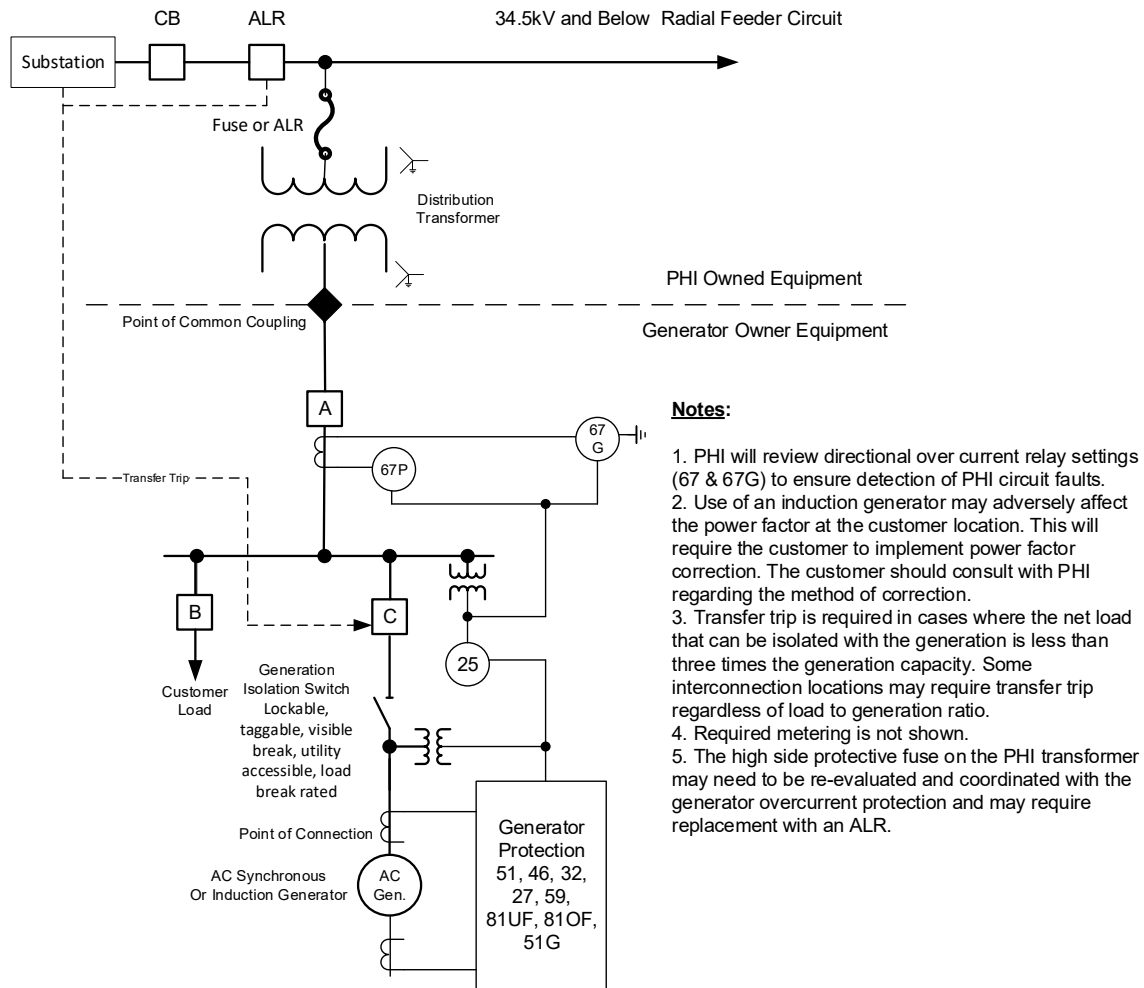 CB
ALR
34.5kV and Below  Radial Feeder Circuit
Substation
Fuse or ALR
Distribution
Transformer
PHI Owned Equipment
Point of Common Coupling
Generator Owner Equipment
A
67
G
67P
Transfer Trip
B
C
25
Customer
Load
Generation
Isolation Switch
Lockable,
taggable, visible
break, utility
accessible, load
break rated
Point of Connection
AC Synchronous
Or Induction Generator
AC
Gen.
Generator
Protection
51, 46, 32,
27, 59,
81UF, 81OF,
51G
Notes:
1. PHI will review directional over current relay settings
(67 & 67G) to ensure detection of PHI circuit faults.
2. Use of an induction generator may adversely affect
the power factor at the customer location. This will
require the customer to implement power factor
correction. The customer should consult with PHI
regarding the method of correction.
3. Transfer trip is required in cases where the net load
that can be isolated with the generation is less than
three times the generation capacity. Some
interconnection locations may require transfer trip
regardless of load to generation ratio.
4. Required metering is not shown.
5. The high side protective fuse on the PHI transformer
may need to be re-evaluated and coordinated with the
generator overcurrent protection and may require
replacement with an ALR.